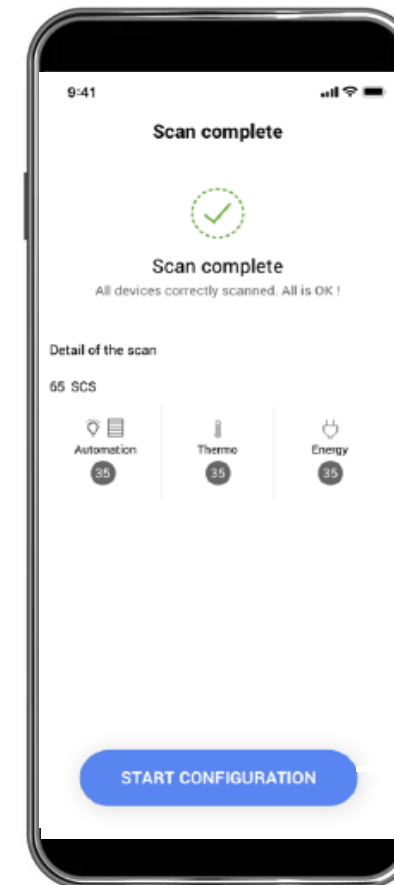 9:41
Scan complete
Scan complete
All devices correctly scanned. All is OK !
Detail of the scan
65 SCS
Automation Thermo Energy
35 35 35
START CONFIGURATION